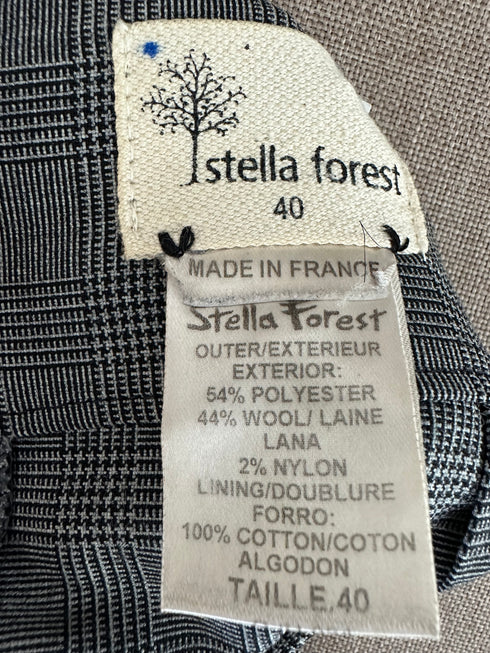 stella forest
40
MADE IN FRANCE
Stella Forest
OUTER/EXTERIEUR
EXTERIOR:
54% POLYESTER
44% WOOL/ LAINE
LANA
2% NYLON
LINING/DOUBLURE
FORRO:
100% COTTON/COTON
ALGODON
TAILLE.40